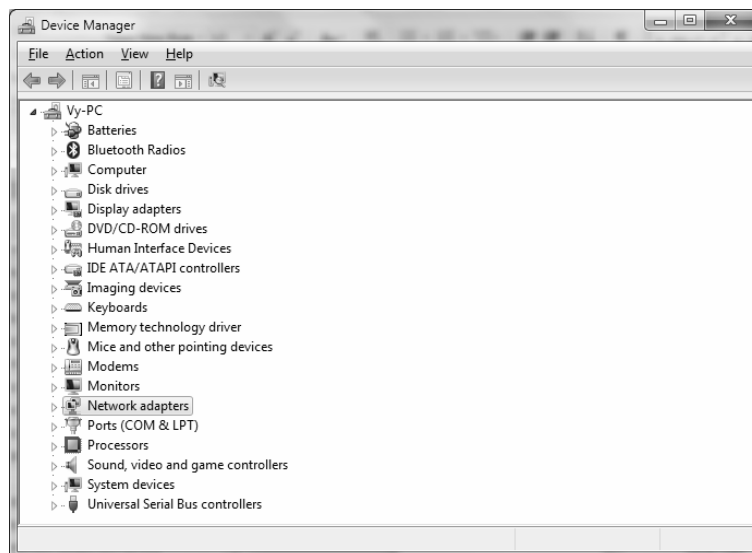 Device Manager
File Action View Help
Vy-PC
Batteries
Bluetooth Radios
Computer
Disk drives
Display adapters
DVD/CD-ROM drives
Human Interface Devices
IDE ATA/ATAPI controllers
Imaging devices
Keyboards
Memory technology driver
Mice and other pointing devices
Modems
Monitors
Network adapters
Ports (COM & LPT)
Processors
Sound, video and game controllers
System devices
Universal Serial Bus controllers